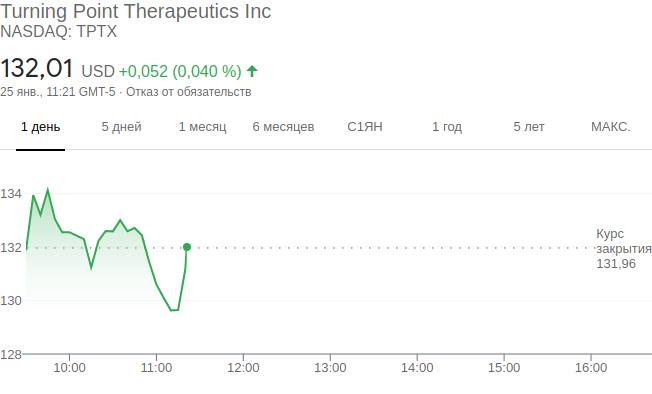 Turning Point Therapeutics Inc
NASDAQ: TPTX
132,01 USD +0,052 (0,040 %)
25 янв., 11:21 GMT-5 · Отказ от обязательств
1 день 5 дней 1 месяц 6 месяцев С1ЯН 1 год 5 лет МАКС.
134
Курс
132 закрытия
131,96
130
128
10:00 11:00 12:00 13:00 14:00 15:00 16:00